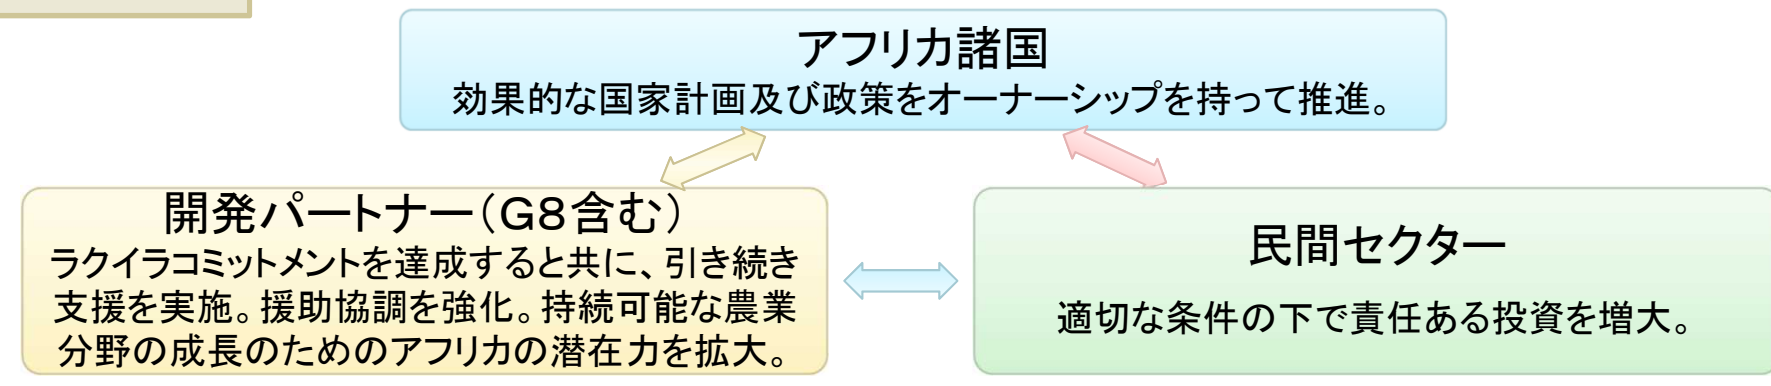 アフリカ諸国
効果的な国家計画及び政策をオーナーシップを持って推進。
開発パートナー（G8含む）
ラクイラコミットメントを達成すると共に、引き続き
支援を実施。援助協調を強化。持続可能な農業
分野の成長のためのアフリカの潜在力を拡大。
民間セクター
適切な条件の下で責任ある投資を増大。